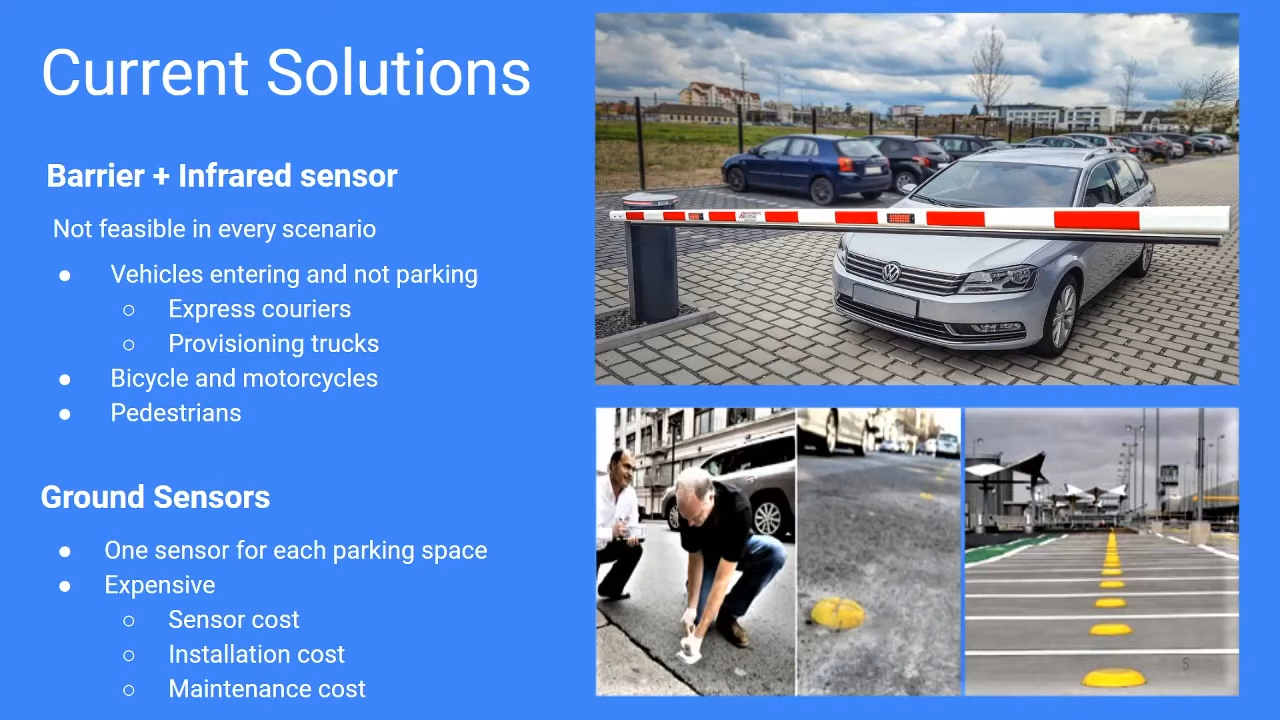 Current Solutions
Barrier + Infrared sensor
Not feasible in every scenario
● Vehicles entering and not parking
○ Express couriers
○ Provisioning trucks
● Bicycle and motorcycles
● Pedestrians
Ground Sensors
● One sensor for each parking space
● Expensive
○ Sensor cost
○ Installation cost
○ Maintenance cost
5